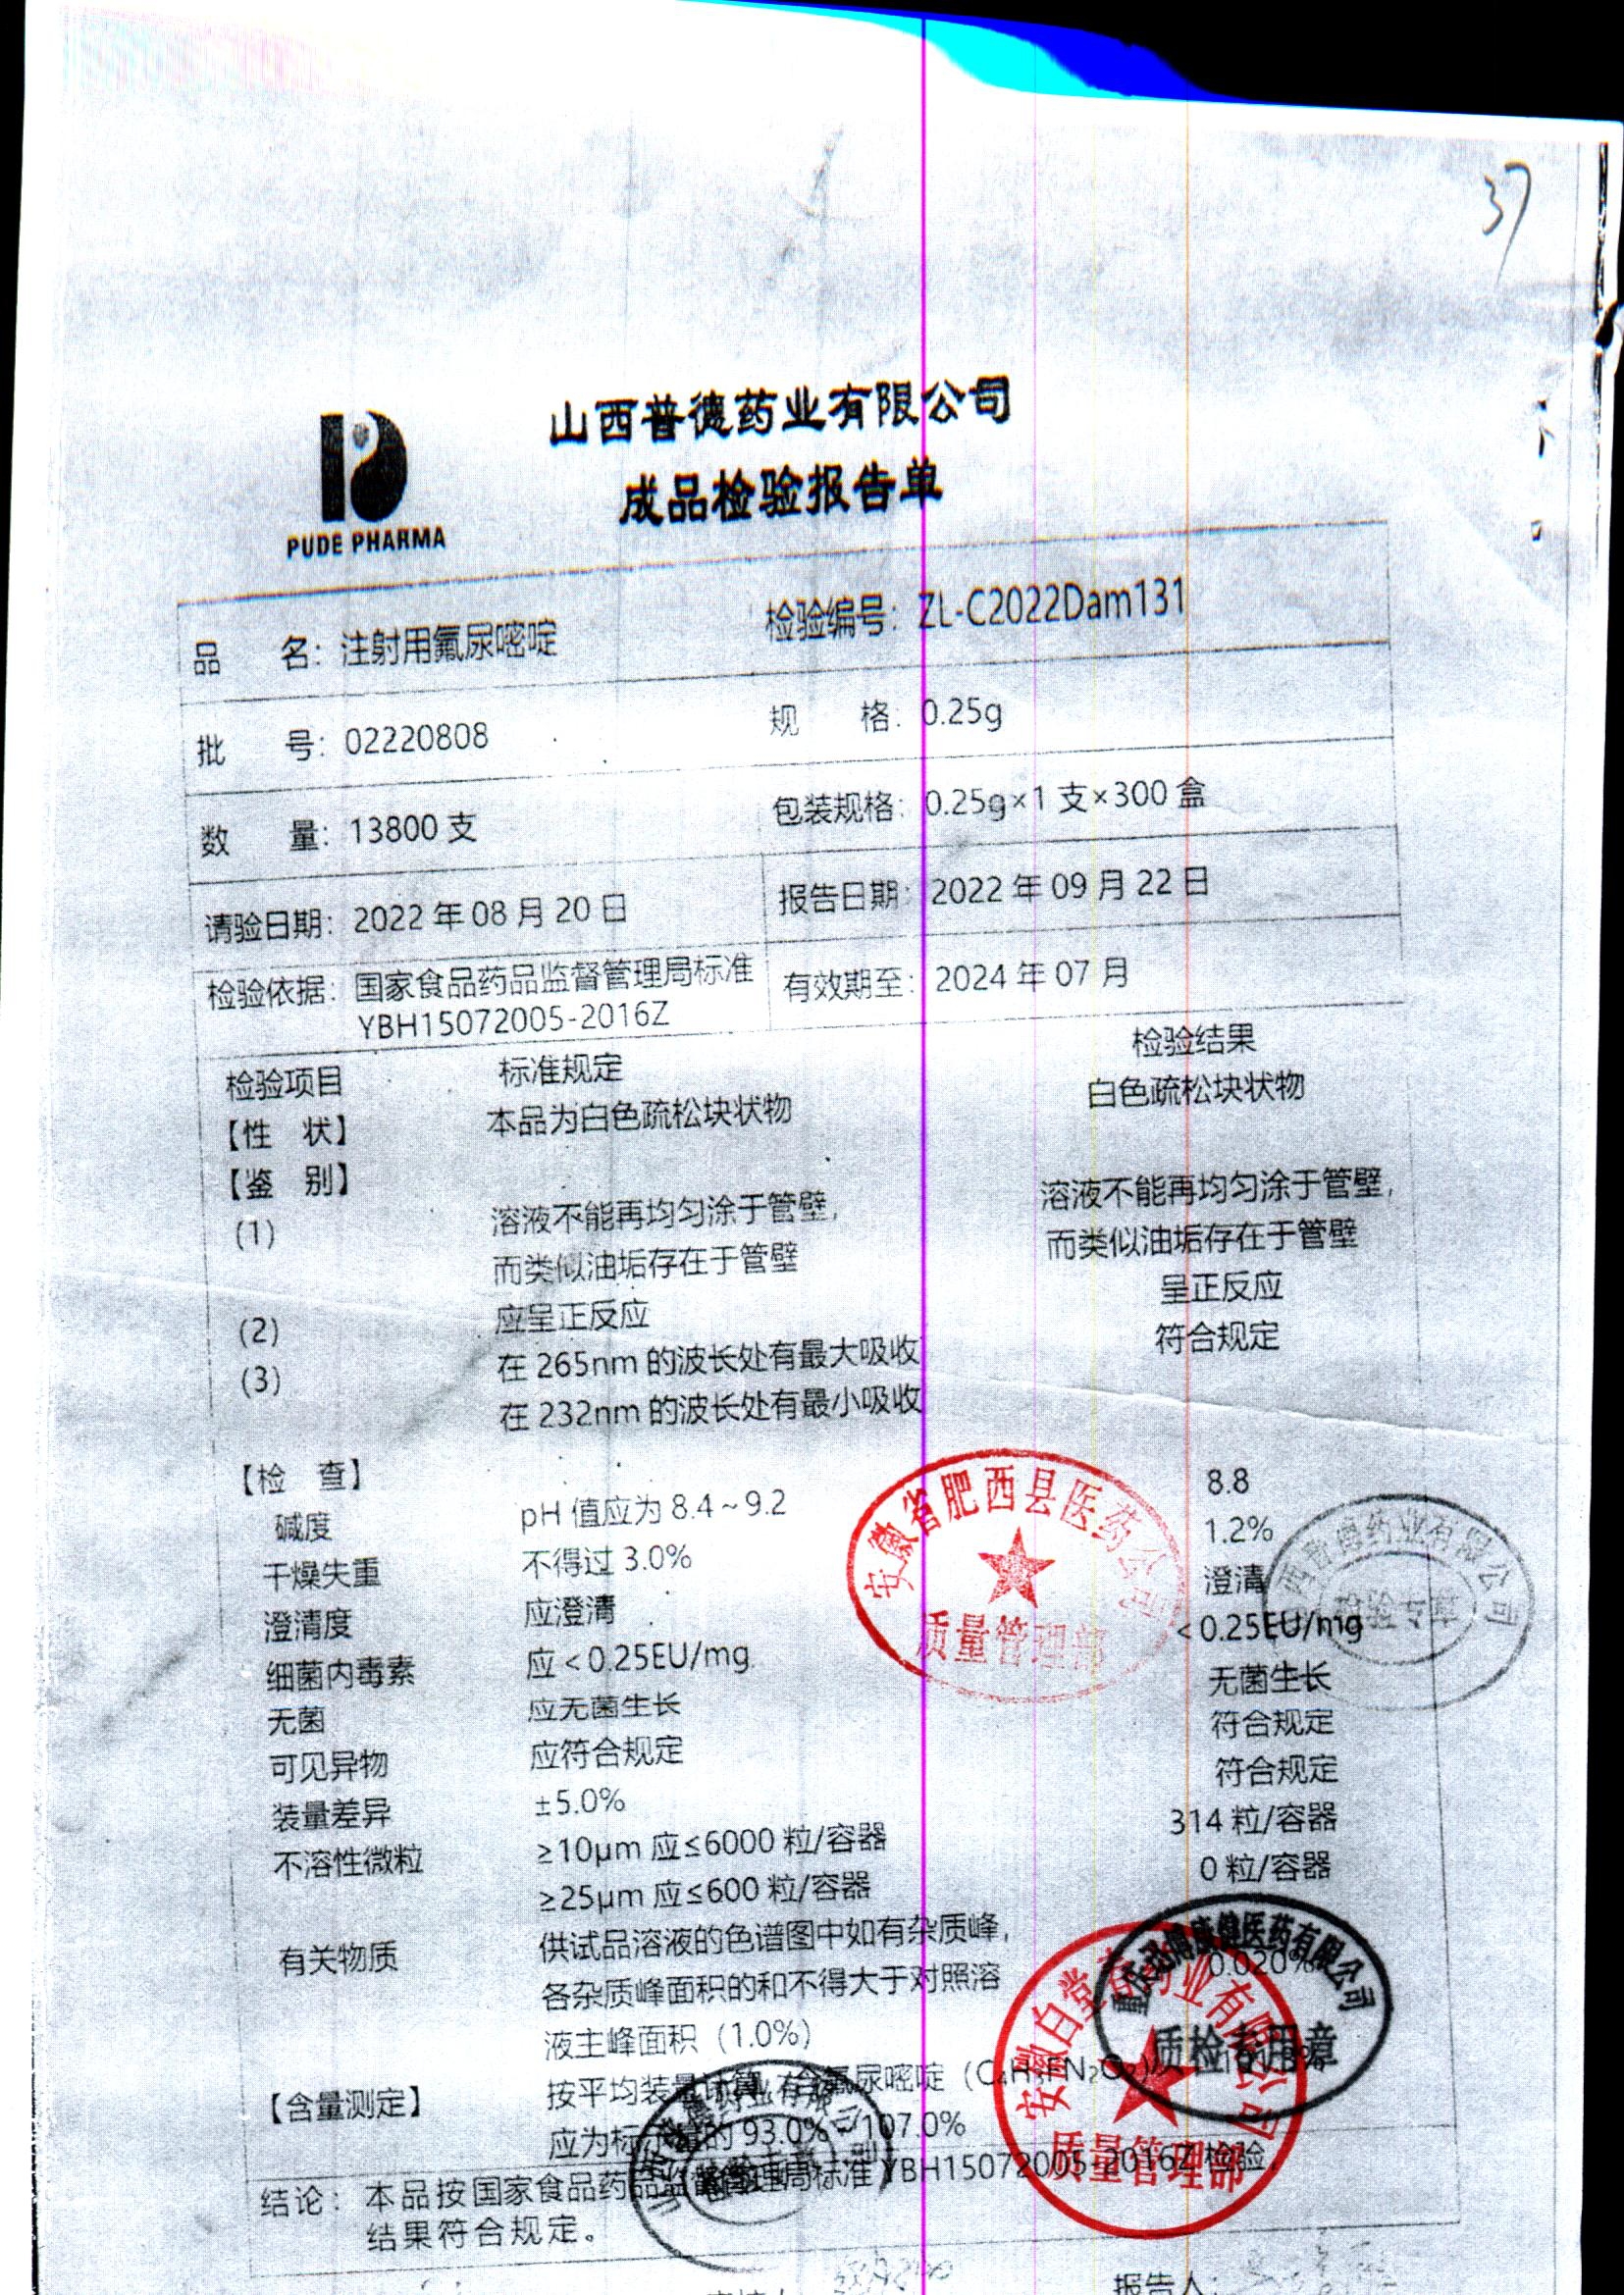 37
山西普德药业有限公司
成品检验报告单
PUDE PHARMA
品 名：注射用氟尿嘧啶 检验编号：ZL-C2022Dam131
批 号：02220808 规 格：0.25g
数 量：13800 支 包装规格：0.25g×1 支×300 盒
请验日期：2022 年 08 月 20 日 报告日期：2022 年 09 月 22 日
检验依据：国家食品药品监督管理局标准 有效期至：2024 年 07 月
YBH15072005-2016Z
检验项目 标准规定 检验结果
【性 状】 本品为白色疏松块状物 白色疏松块状物
【鉴 别】
(1) 溶液不能再均匀涂于管壁， 溶液不能再均匀涂于管壁，
而类似油垢存在于管壁 而类似油垢存在于管壁
(2) 应呈正反应 呈正反应
(3) 在 265nm 的波长处有最大吸收 符合规定
在 232nm 的波长处有最小吸收
【检 查】
碱度 pH 值应为 8.4～9.2 8.8
干燥失重 不得过 3.0% 1.2%
澄清度 应澄清 澄清
细菌内毒素 应＜0.25EU/mg ＜0.25EU/mg
无菌 应无菌生长 无菌生长
可见异物 应符合规定 符合规定
装量差异 ±5.0% 符合规定
不溶性微粒 ≥10μm 应≤6000 粒/容器 314 粒/容器
≥25μm 应≤600 粒/容器 0 粒/容器
有关物质 供试品溶液的色谱图中如有杂质峰， 0.020%
各杂质峰面积的和不得大于对照溶
液主峰面积（1.0%）
【含量测定】 按平均装量计算，含氟尿嘧啶（C₄H₃FN₂O₂）
应为标示量的 93.0%～107.0%
结论：本品按国家食品药品监督管理局标准 YBH15072005-2016Z 检验，
结果符合规定。
报告人：
安徽省肥西县医药公司
质量管理部
药业有限公司
质检专用章
质量管理部